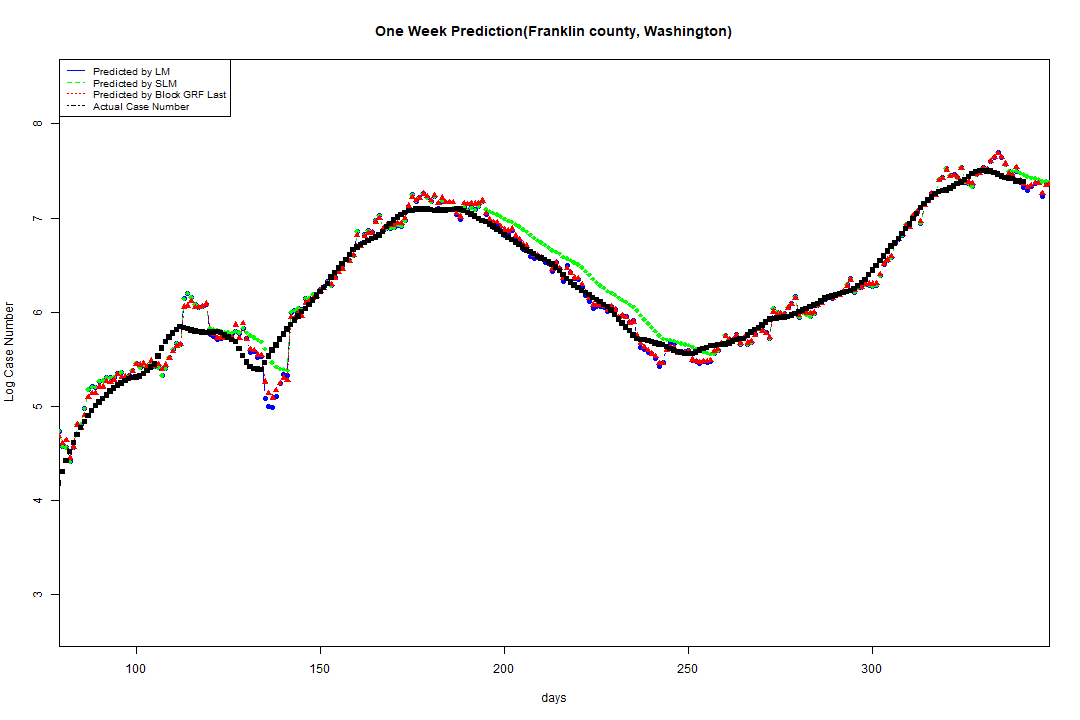 One Week Prediction(Franklin county, Washington)
Predicted by LM
Predicted by SLM
Predicted by Block GRF Last
Actual Case Number
Log Case Number
8
7
6
5
4
3
100 150 200 250 300
days